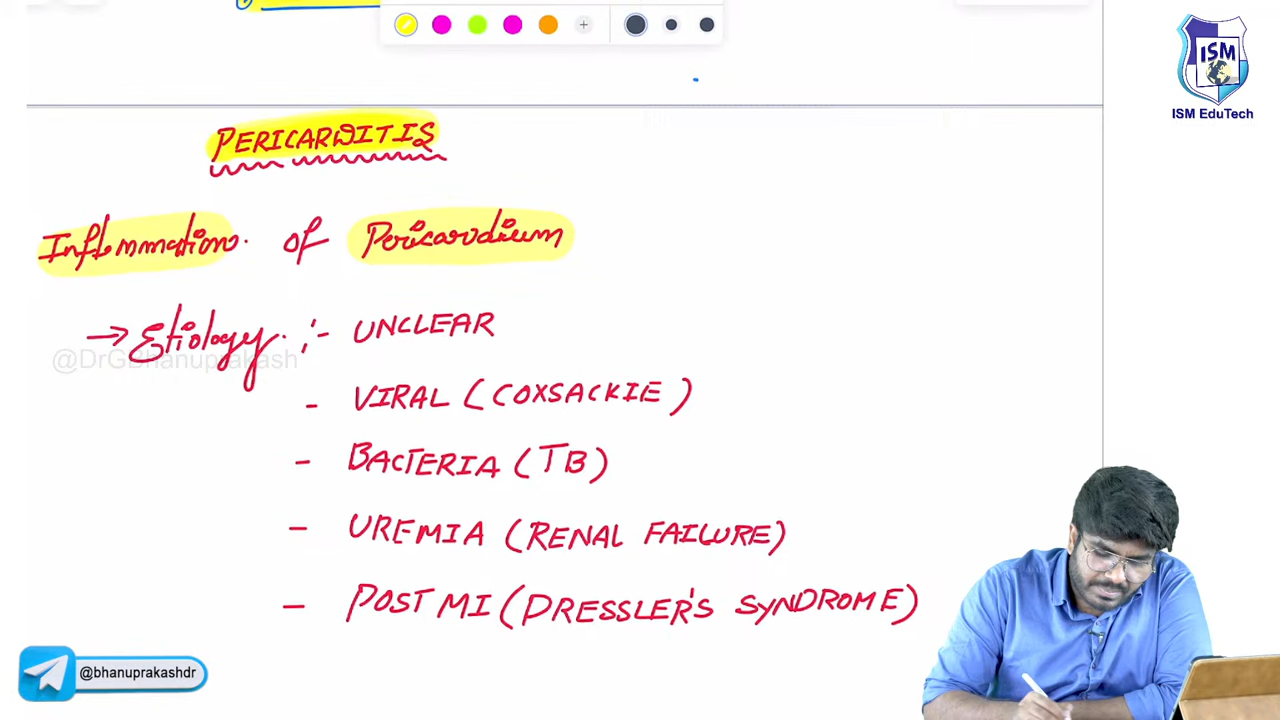 ISM
ISM EduTech
PERICARDITIS
Inflammation of Pericardium
→ Etiology :- UNCLEAR
@DrGBhanuprakash
- VIRAL (COXSACKIE)
- BACTERIA (TB)
- UREMIA (RENAL FAILURE)
- POST MI (DRESSLER'S SYNDROME)
@bhanuprakashdr